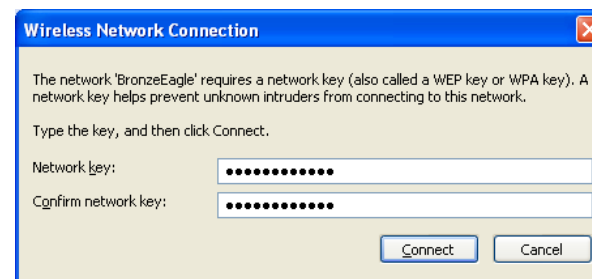 Wireless Network Connection
The network 'BronzeEagle' requires a network key (also called a WEP key or WPA key). A
network key helps prevent unknown intruders from connecting to this network.
Type the key, and then click Connect.
Network key: ●●●●●●●●●●●●
Confirm network key: ●●●●●●●●●●●●
Connect Cancel